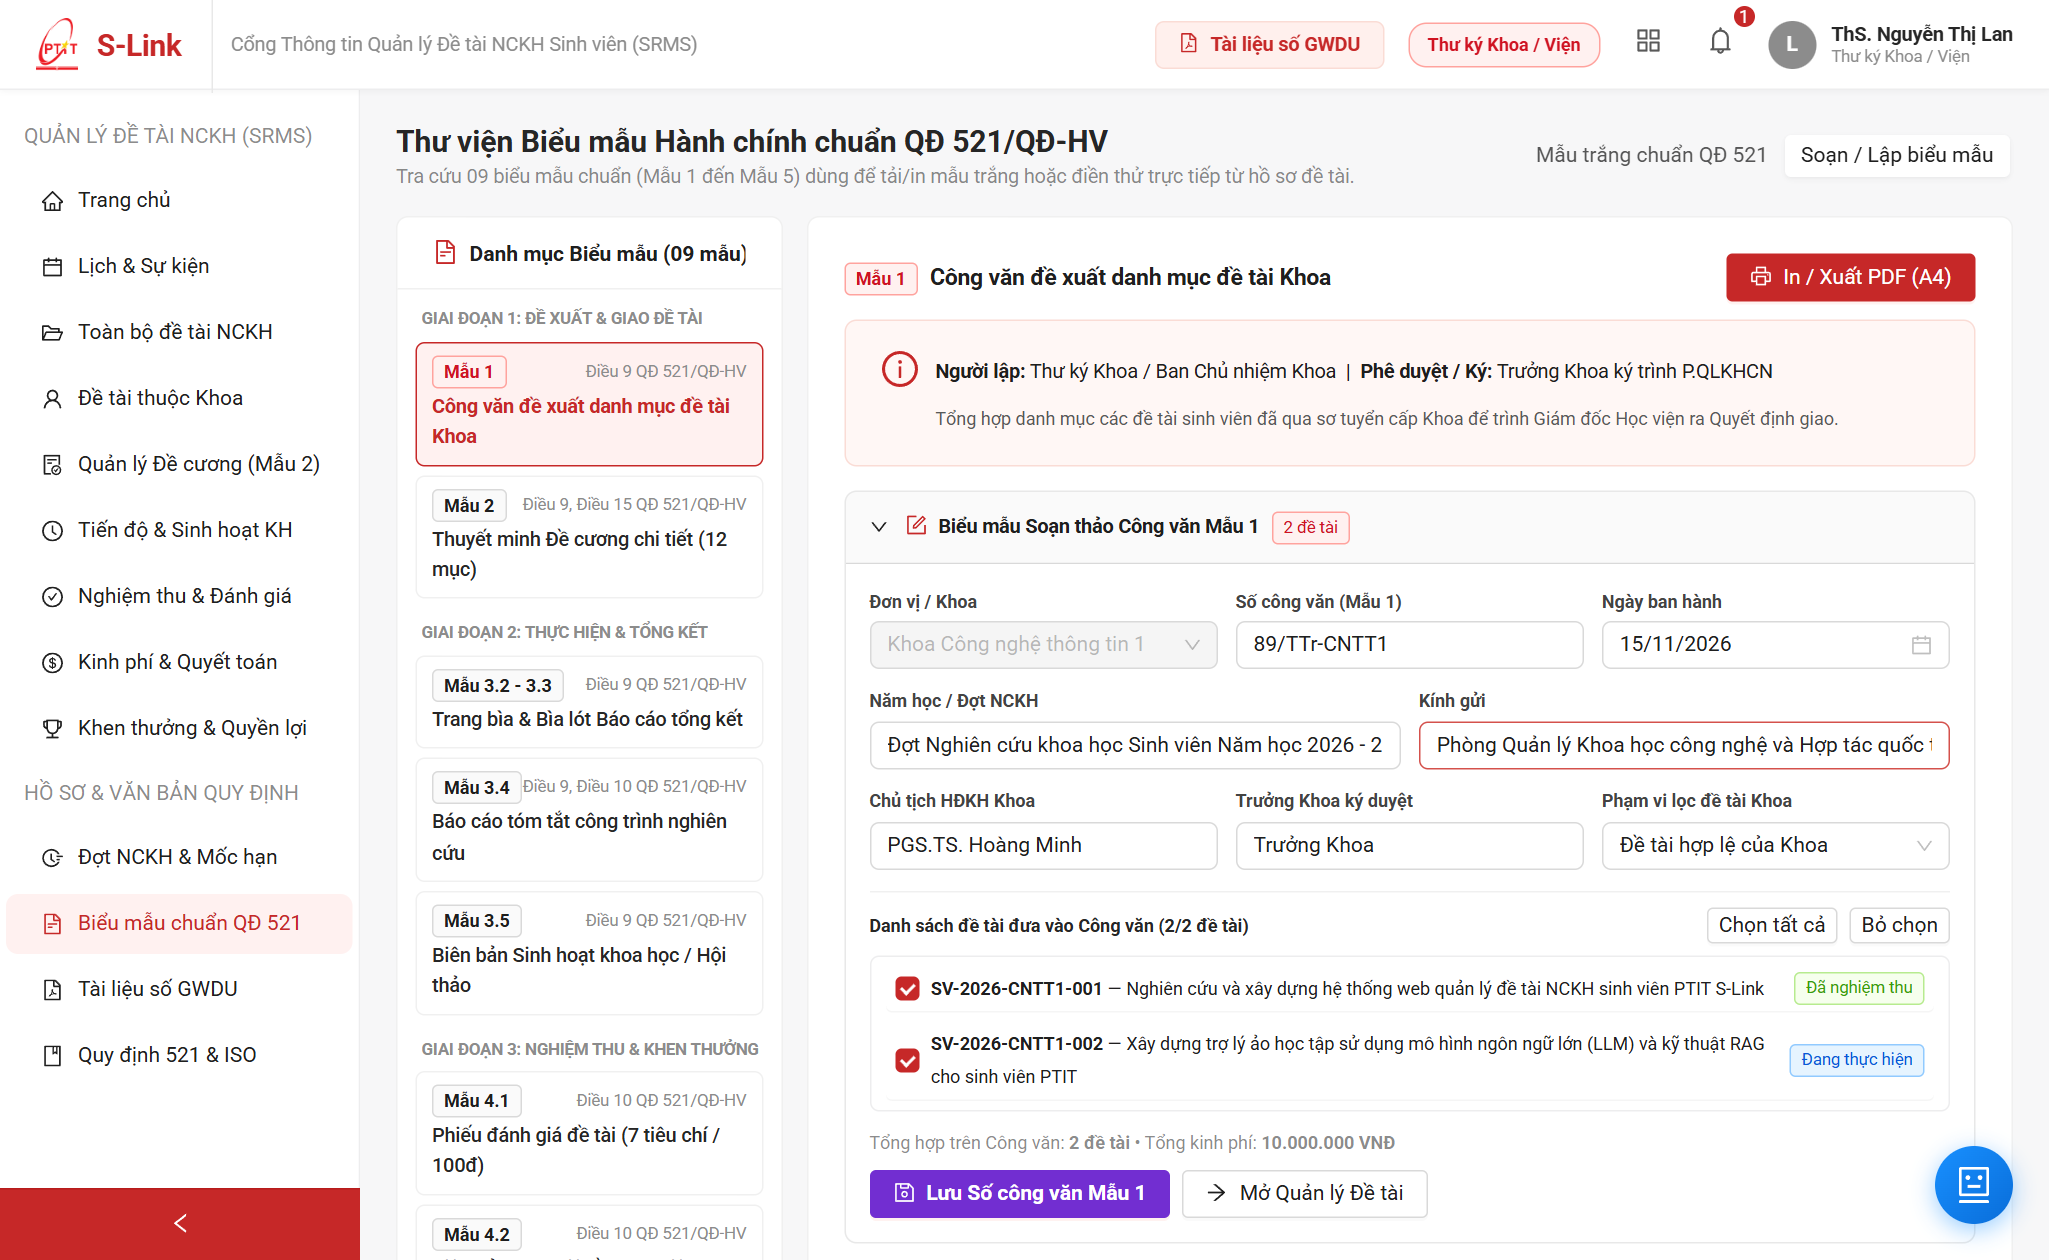 PTIT
S-Link
Cổng Thông tin Quản lý Đề tài NCKH Sinh viên (SRMS)
Tài liệu số GWDU
Thư ký Khoa / Viện
1
L
ThS. Nguyễn Thị Lan
Thư ký Khoa / Viện
QUẢN LÝ ĐỀ TÀI NCKH (SRMS)
Trang chủ
Lịch & Sự kiện
Toàn bộ đề tài NCKH
Đề tài thuộc Khoa
Quản lý Đề cương (Mẫu 2)
Tiến độ & Sinh hoạt KH
Nghiệm thu & Đánh giá
Kinh phí & Quyết toán
Khen thưởng & Quyền lợi
HỒ SƠ & VĂN BẢN QUY ĐỊNH
Đợt NCKH & Mốc hạn
Biểu mẫu chuẩn QĐ 521
Tài liệu số GWDU
Quy định 521 & ISO
Thư viện Biểu mẫu Hành chính chuẩn QĐ 521/QĐ-HV
Tra cứu 09 biểu mẫu chuẩn (Mẫu 1 đến Mẫu 5) dùng để tải/in mẫu trắng hoặc điền thử trực tiếp từ hồ sơ đề tài.
Mẫu trắng chuẩn QĐ 521
Soạn / Lập biểu mẫu
Danh mục Biểu mẫu (09 mẫu)
GIAI ĐOẠN 1: ĐỀ XUẤT & GIAO ĐỀ TÀI
Mẫu 1
Điều 9 QĐ 521/QĐ-HV
Công văn đề xuất danh mục đề tài
Khoa
Mẫu 2
Điều 9, Điều 15 QĐ 521/QĐ-HV
Thuyết minh Đề cương chi tiết (12
mục)
GIAI ĐOẠN 2: THỰC HIỆN & TỔNG KẾT
Mẫu 3.2 - 3.3
Điều 9 QĐ 521/QĐ-HV
Trang bìa & Bìa lót Báo cáo tổng kết
Mẫu 3.4
Điều 9, Điều 10 QĐ 521/QĐ-HV
Báo cáo tóm tắt công trình nghiên
cứu
Mẫu 3.5
Điều 9 QĐ 521/QĐ-HV
Biên bản Sinh hoạt khoa học / Hội
thảo
GIAI ĐOẠN 3: NGHIỆM THU & KHEN THƯỞNG
Mẫu 4.1
Điều 10 QĐ 521/QĐ-HV
Phiếu đánh giá đề tài (7 tiêu chí /
100đ)
Mẫu 4.2
Điều 10 QĐ 521/QĐ-HV
Mẫu 1
Công văn đề xuất danh mục đề tài Khoa
In / Xuất PDF (A4)
Người lập: Thư ký Khoa / Ban Chủ nhiệm Khoa | Phê duyệt / Ký: Trưởng Khoa ký trình P.QLKHCN
Tổng hợp danh mục các đề tài sinh viên đã qua sơ tuyển cấp Khoa để trình Giám đốc Học viện ra Quyết định giao.
Biểu mẫu Soạn thảo Công văn Mẫu 1
2 đề tài
Đơn vị / Khoa
Số công văn (Mẫu 1)
Ngày ban hành
Khoa Công nghệ thông tin 1
89/TTr-CNTT1
15/11/2026
Năm học / Đợt NCKH
Kính gửi
Đợt Nghiên cứu khoa học Sinh viên Năm học 2026 - 2
Phòng Quản lý Khoa học công nghệ và Hợp tác quốc
Chủ tịch HĐKH Khoa
Trưởng Khoa ký duyệt
Phạm vi lọc đề tài Khoa
PGS.TS. Hoàng Minh
Trưởng Khoa
Đề tài hợp lệ của Khoa
Danh sách đề tài đưa vào Công văn (2/2 đề tài)
Chọn tất cả
Bỏ chọn
SV-2026-CNTT1-001 — Nghiên cứu và xây dựng hệ thống web quản lý đề tài NCKH sinh viên PTIT S-Link
Đã nghiệm thu
SV-2026-CNTT1-002 — Xây dựng trợ lý ảo học tập sử dụng mô hình ngôn ngữ lớn (LLM) và kỹ thuật RAG
cho sinh viên PTIT
Đang thực hiện
Tổng hợp trên Công văn: 2 đề tài • Tổng kinh phí: 10.000.000 VNĐ
Lưu Số công văn Mẫu 1
Mở Quản lý Đề tài